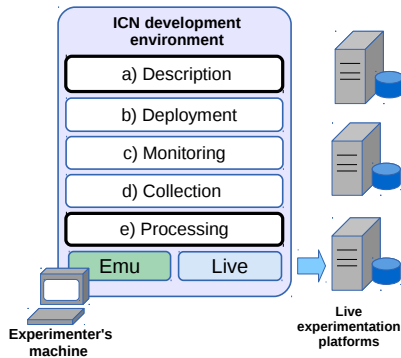 ICN development
environment
a) Description
b) Deployment
c) Monitoring
d) Collection
e) Processing
Emu
Live
Experimenter's
machine
Live
experimentation
platforms